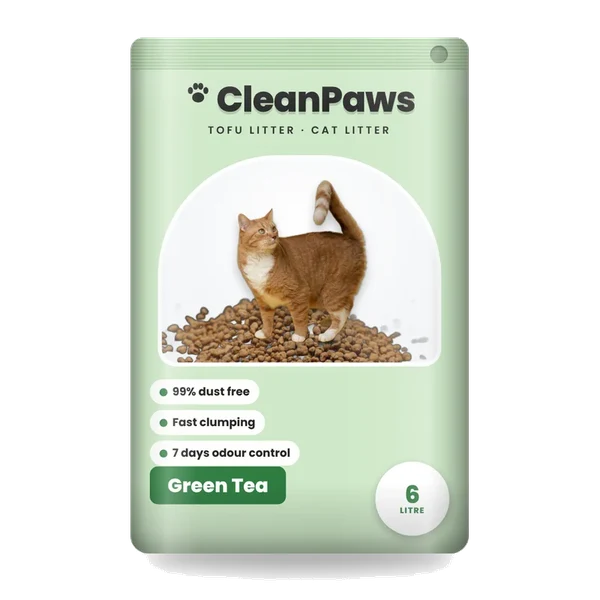 CleanPaws
TOFU LITTER · CAT LITTER
99% dust free
Fast clumping
7 days odour control
Green Tea
6
LITRE